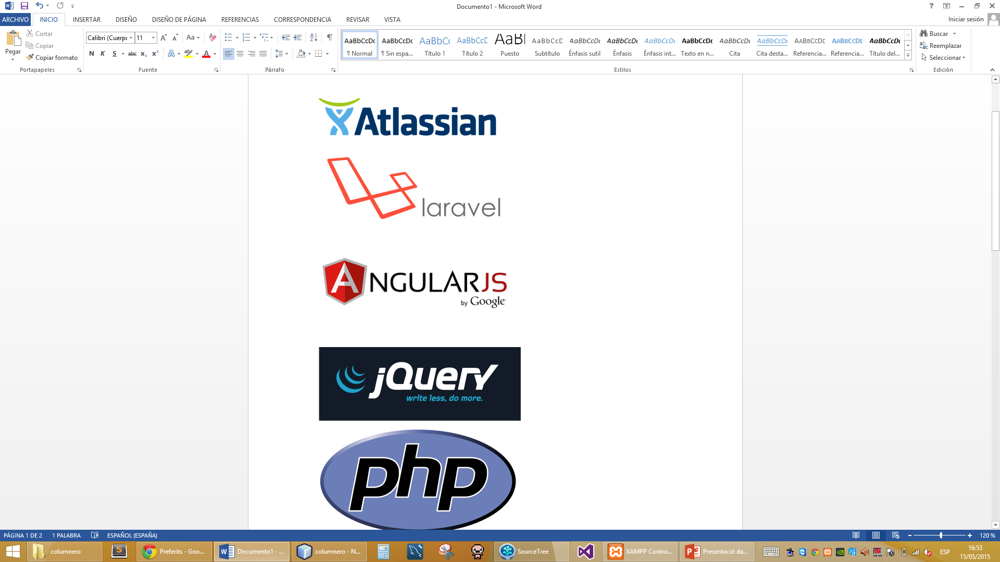 Documento1 - Microsoft Word
ARCHIVO INICIO INSERTAR DISEÑO DISEÑO DE PÁGINA REFERENCIAS CORRESPONDENCIA REVISAR VISTA Iniciar sesión
Pegar
Cortar
Copiar
Copiar formato
Portapapeles
Calibri (Cuerpc 11
Aa
N K S abc x₂ x²
Fuente
Párrafo
AaBbCcDc AaBbCcDc AaBbCc AaBbCcD AaB AaBbCcD AaBbCcDc AaBbCcDc AaBbCcDc AaBbCcDc AaBbCcDc AaBbCcDc AaBbCcDd AaBbCcDd AaBbCcDc
¶ Normal ¶ Sin espa... Título 1 Título 2 Puesto Subtítulo Énfasis sutil Énfasis Énfasis int... Texto en n... Cita Cita desta... Referencia... Referencia... Título del...
Estilos
Buscar
Reemplazar
Seleccionar
Edición
Atlassian
laravel
ANGULARJS
by Google
jQuery
write less, do more.
php
PÁGINA 1 DE 2 1 PALABRA ESPAÑOL (ESPAÑA) 120 %
columnero Preferits - Goo... Documento1 - ... columnero - N... SourceTree XAMPP Contro... Presentació da... ESP 16:53
15/05/2015